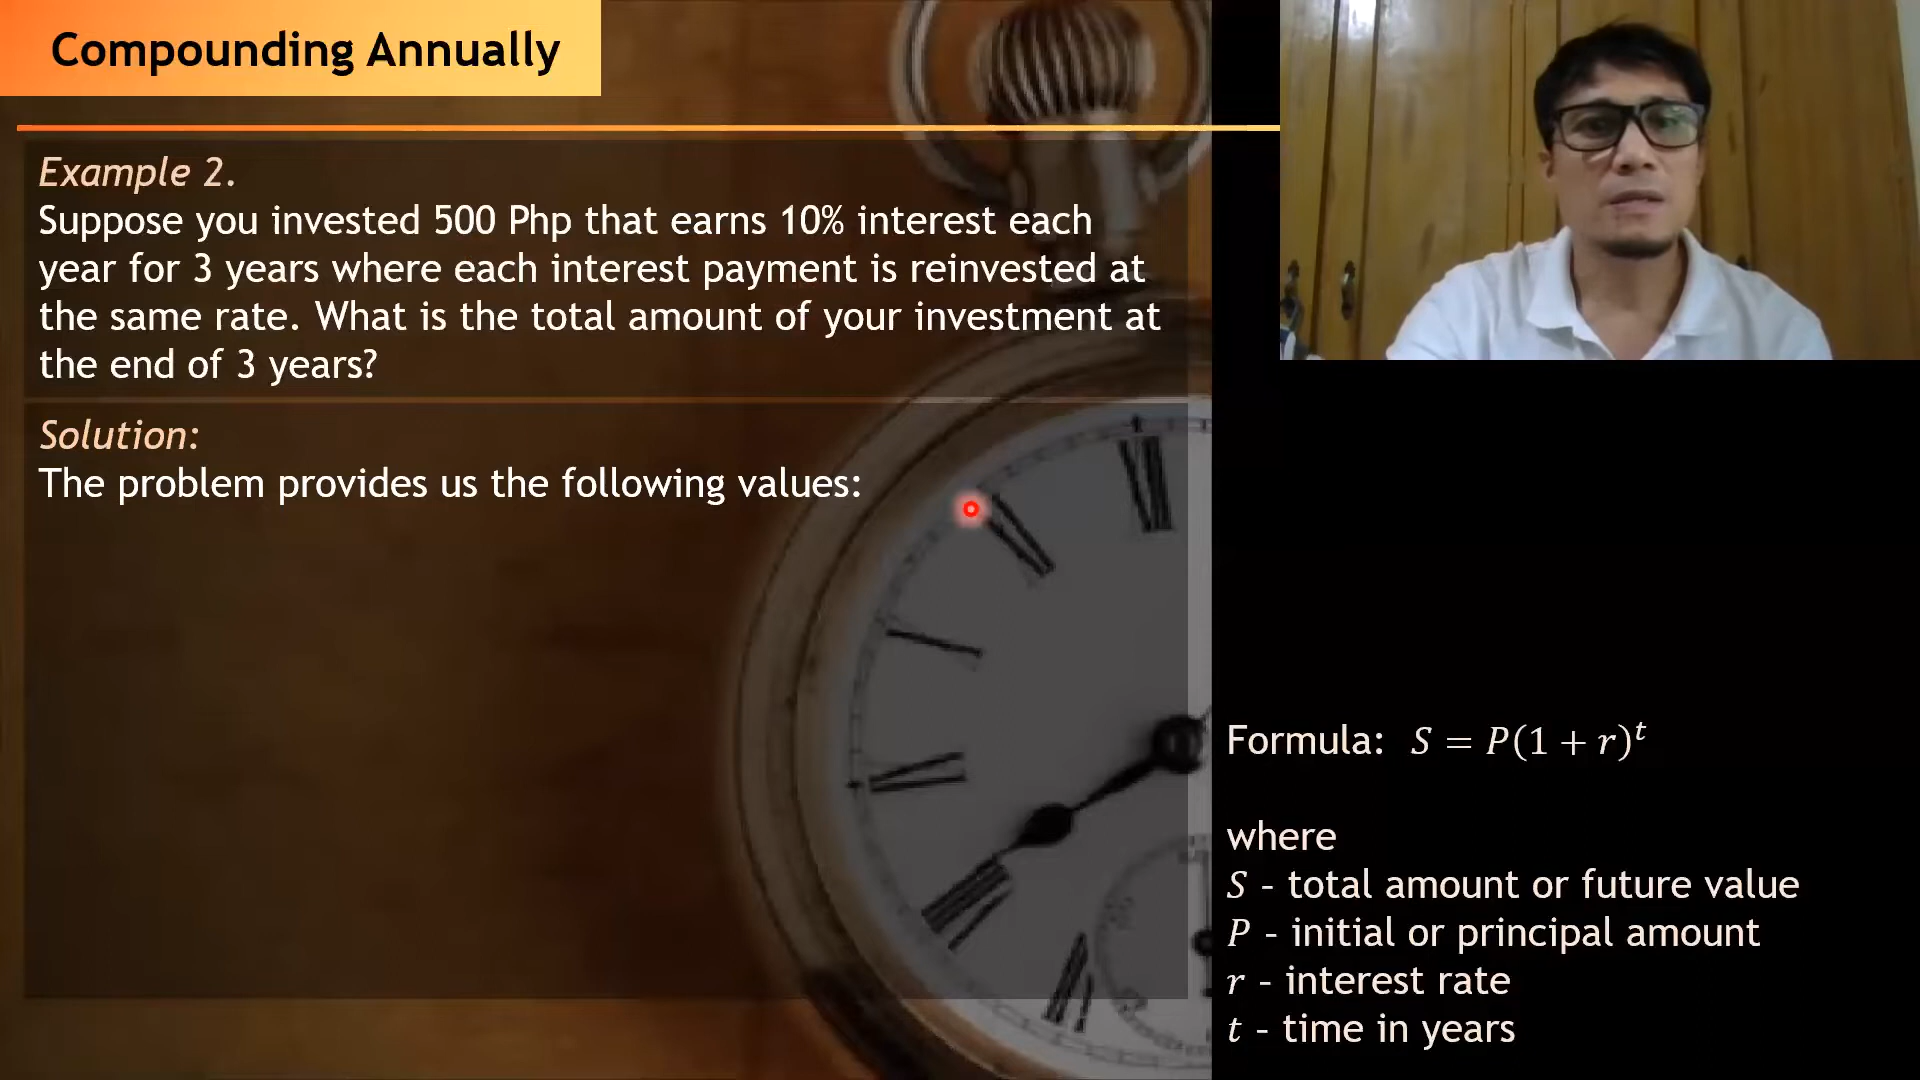 Compounding Annually
Example 2.
Suppose you invested 500 Php that earns 10% interest each
year for 3 years where each interest payment is reinvested at
the same rate. What is the total amount of your investment at
the end of 3 years?
Solution:
The problem provides us the following values:
Formula: S = P(1 + r)^t
where
S – total amount or future value
P – initial or principal amount
r – interest rate
t – time in years